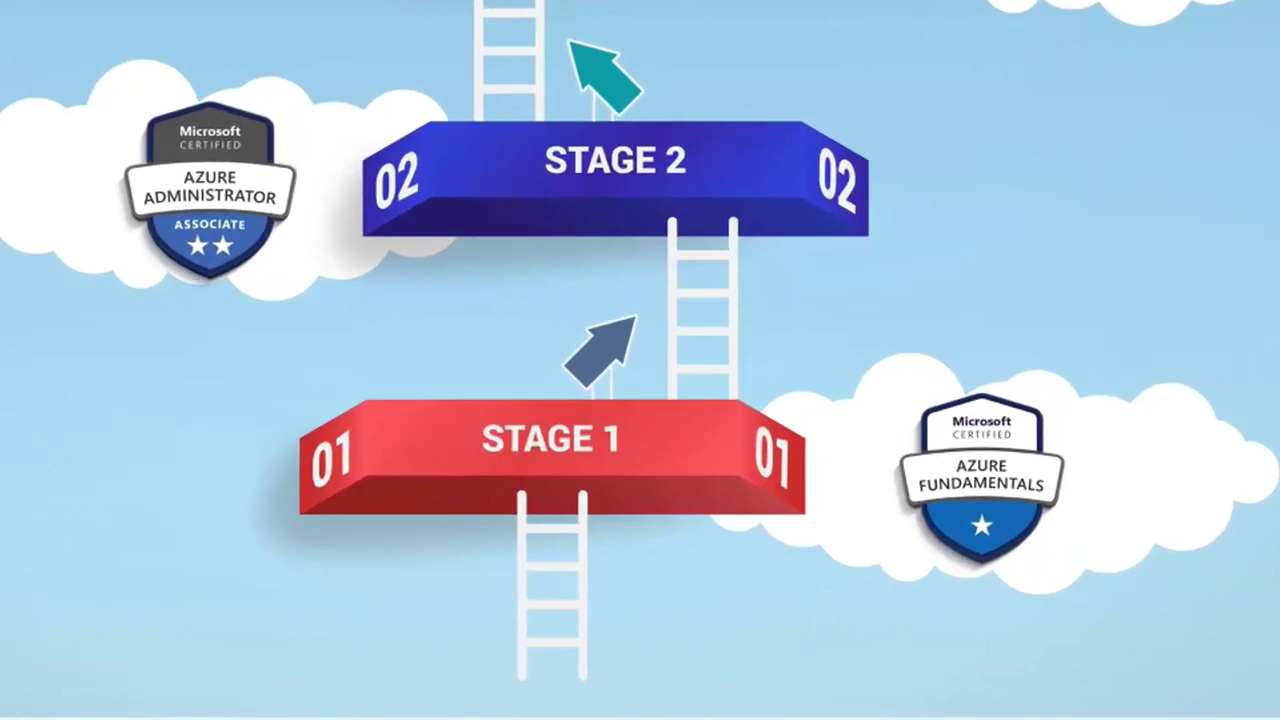 Microsoft
CERTIFIED
AZURE
ADMINISTRATOR
ASSOCIATE
02
STAGE 2
02
01
STAGE 1
01
Microsoft
CERTIFIED
AZURE
FUNDAMENTALS